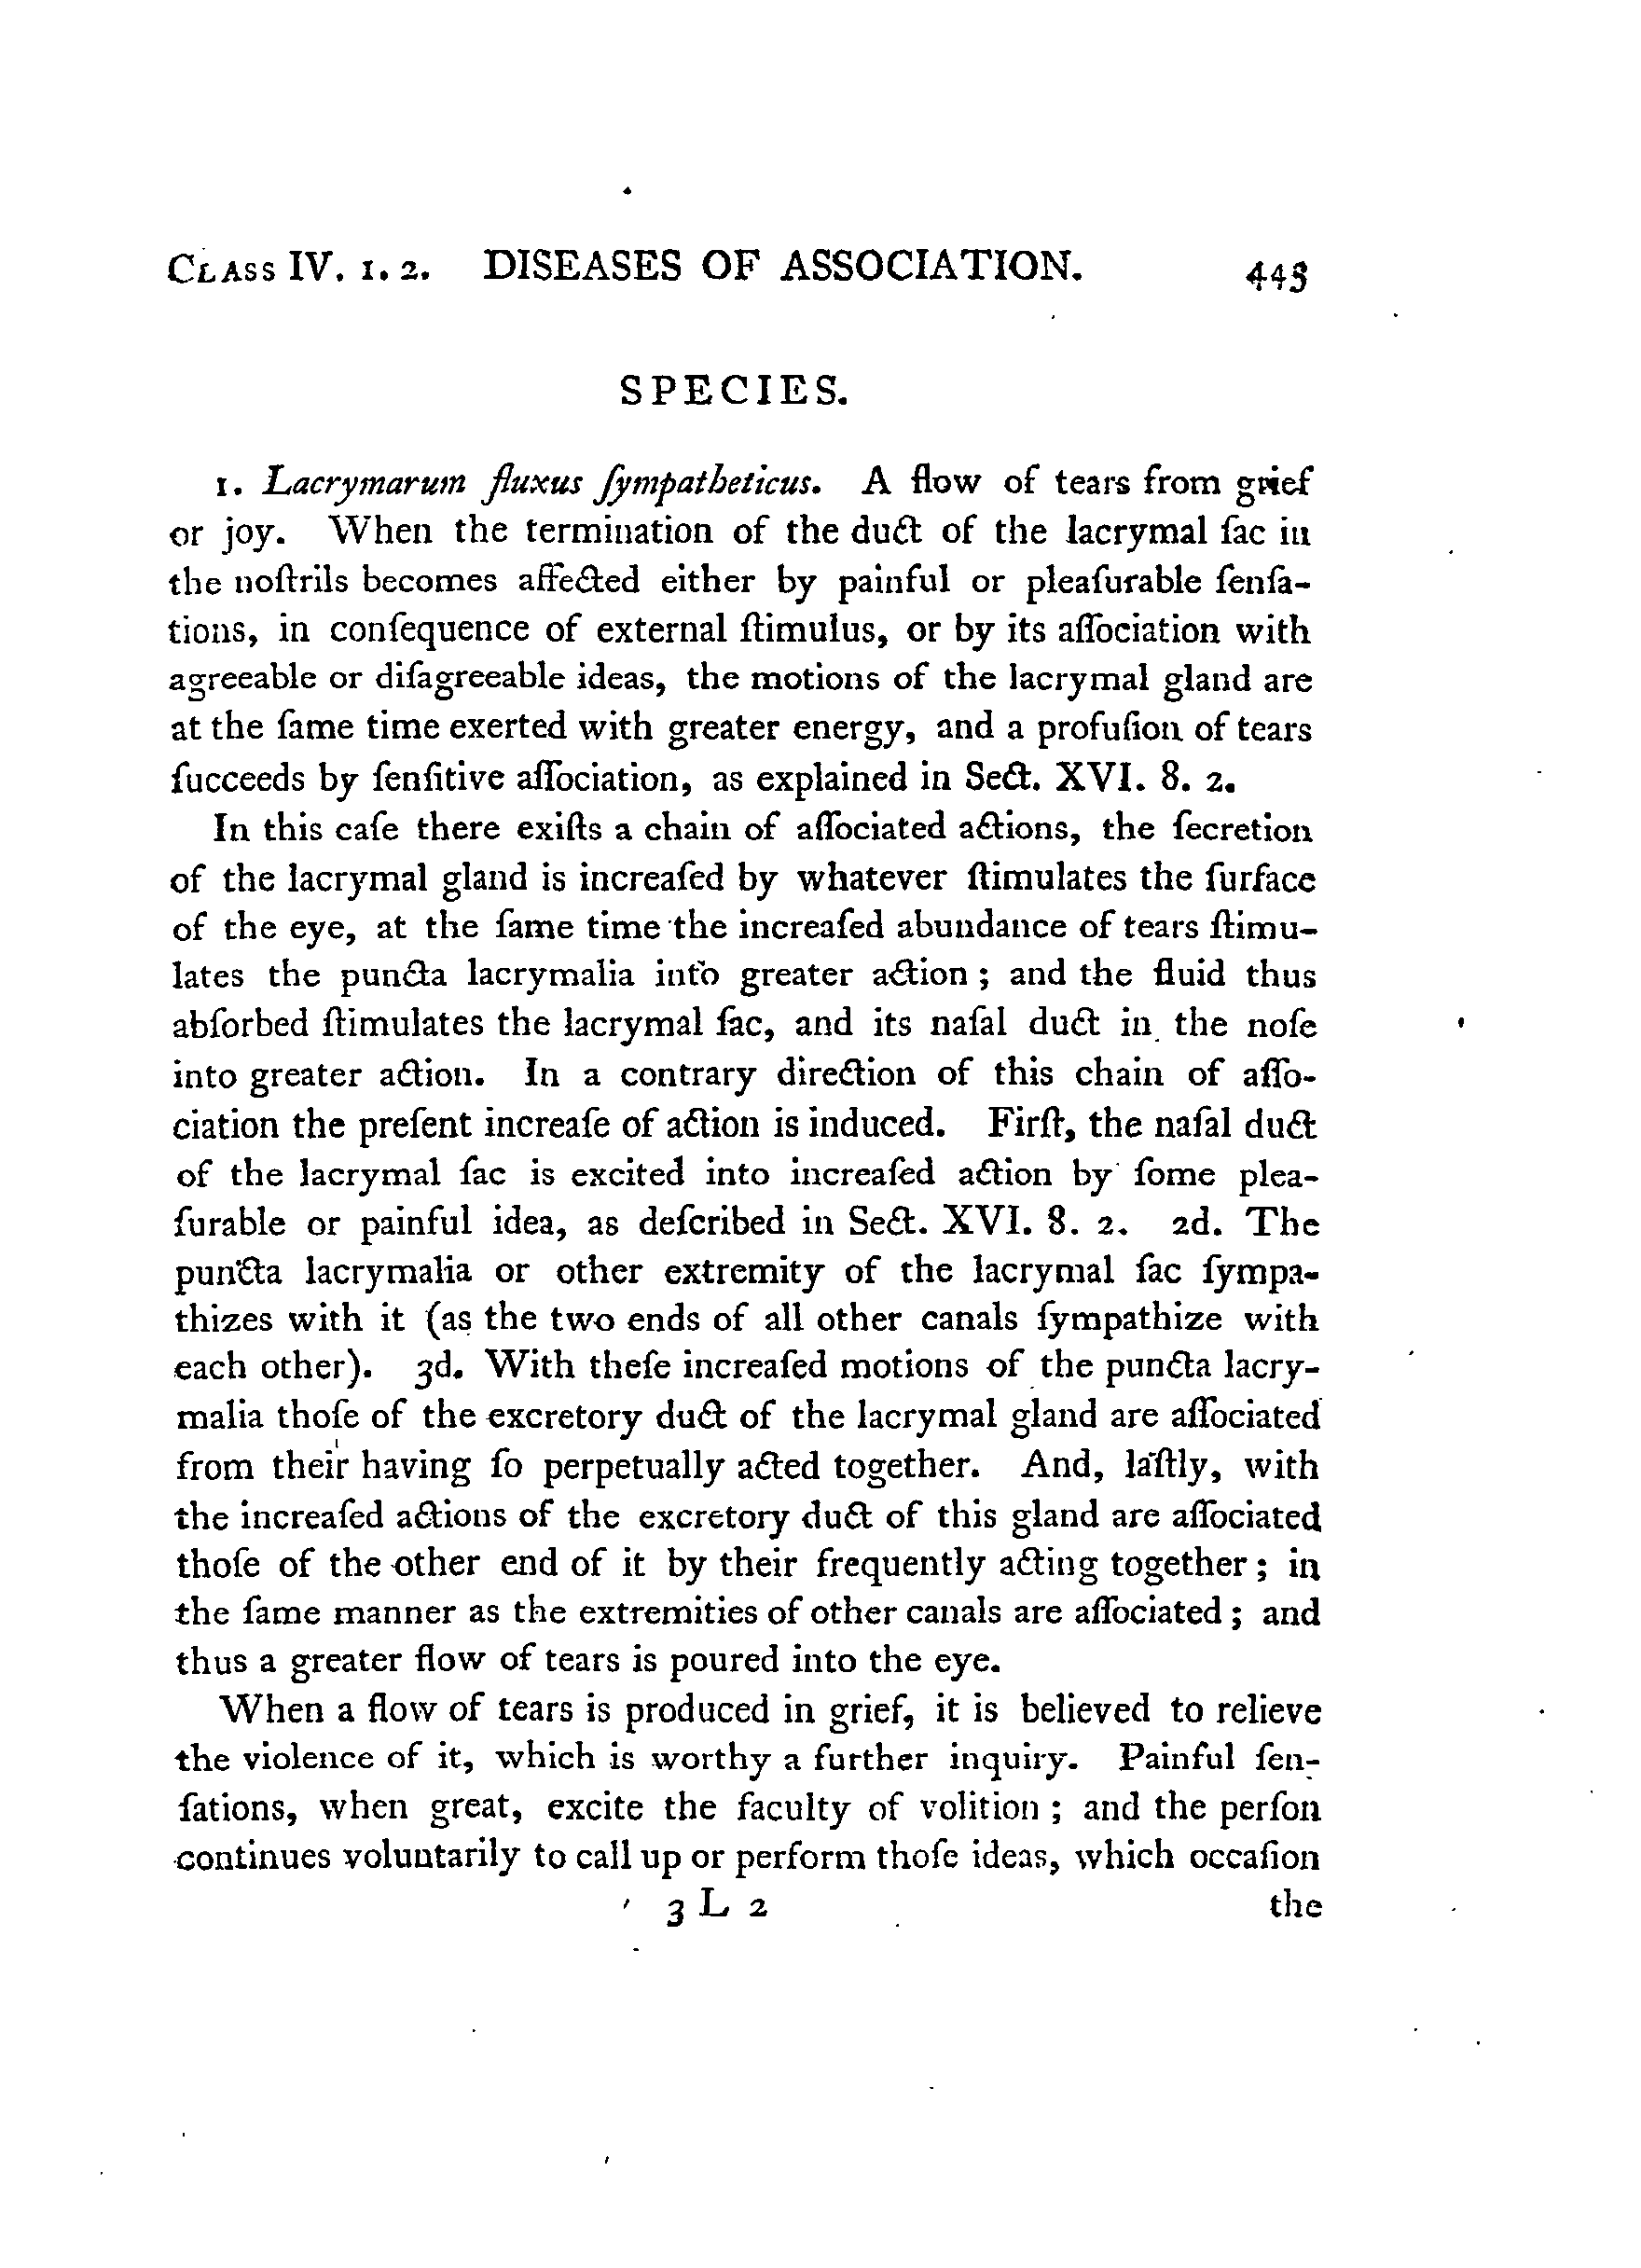 CLASS IV. 1. 2. DISEASES OF ASSOCIATION. 443
SPECIES.
1. Lacrymarum fluxus ſympatheticus. A flow of tears from grief
or joy. When the termination of the duct of the lacrymal ſac in
the noſtrils becomes affected either by painful or pleaſurable ſenſa-
tions, in conſequence of external ſtimulus, or by its aſſociation with
agreeable or diſagreeable ideas, the motions of the lacrymal gland are
at the ſame time exerted with greater energy, and a profuſion of tears
ſucceeds by ſenſitive aſſociation, as explained in Sect. XVI. 8. 2.
In this caſe there exiſts a chain of aſſociated actions, the ſecretion
of the lacrymal gland is increaſed by whatever ſtimulates the ſurface
of the eye, at the ſame time the increaſed abundance of tears ſtimu-
lates the puncta lacrymalia into greater action; and the fluid thus
abſorbed ſtimulates the lacrymal ſac, and its naſal duct in the noſe
into greater action. In a contrary direction of this chain of aſſo-
ciation the preſent increaſe of action is induced. Firſt, the naſal duct
of the lacrymal ſac is excited into increaſed action by ſome plea-
ſurable or painful idea, as deſcribed in Sect. XVI. 8. 2. 2d. The
puncta lacrymalia or other extremity of the lacrymal ſac ſympa-
thizes with it (as the two ends of all other canals ſympathize with
each other). 3d. With theſe increaſed motions of the puncta lacry-
malia thoſe of the excretory duct of the lacrymal gland are aſſociated
from their having ſo perpetually acted together. And, laſtly, with
the increaſed actions of the excretory duct of this gland are aſſociated
thoſe of the other end of it by their frequently acting together; in
the ſame manner as the extremities of other canals are aſſociated; and
thus a greater flow of tears is poured into the eye.
When a flow of tears is produced in grief, it is believed to relieve
the violence of it, which is worthy a further inquiry. Painful ſen-
ſations, when great, excite the faculty of volition; and the perſon
continues voluntarily to call up or perform thoſe ideas, which occaſion
3 L 2 the